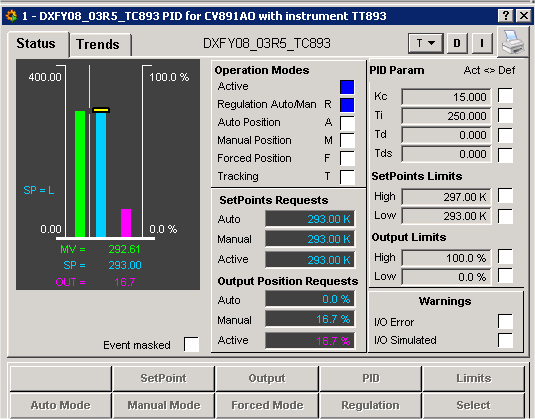 1 - DXFY08_03R5_TC893 PID for CV891AO with instrument TT893
Status Trends DXFY08_03R5_TC893 T D I
400.00 100.0 %
SP = L
0.00 0.0 %
MV = 292.61
SP = 293.00
OUT = 16.7
Event masked
Operation Modes
Active
Regulation Auto/Man R
Auto Position A
Manual Position M
Forced Position F
Tracking T
SetPoints Requests
Auto 293.00 K
Manual 293.00 K
Active 293.00 K
Output Position Requests
Auto 0.0 %
Manual 16.7 %
Active 16.7 %
PID Param Act <> Def
Kc 15.000
Ti 250.000
Td 0.000
Tds 0.000
SetPoints Limits
High 297.00 K
Low 293.00 K
Output Limits
High 100.0 %
Low 0.0 %
Warnings
I/O Error
I/O Simulated
SetPoint Output PID Limits
Auto Mode Manual Mode Forced Mode Regulation Select